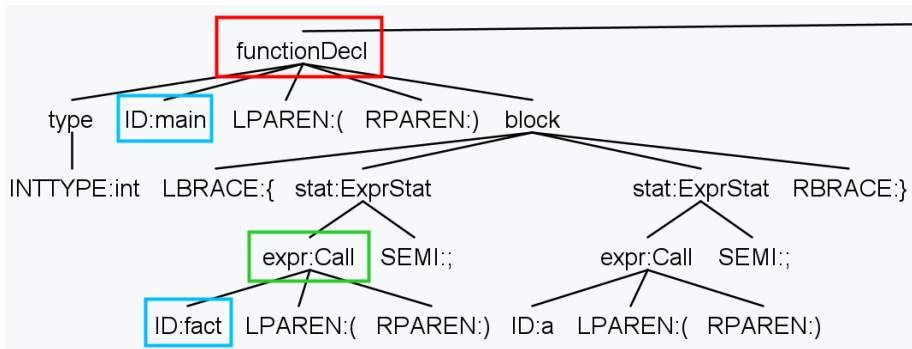 functionDecl
type ID:main LPAREN:( RPAREN:) block
INTTYPE:int LBRACE:{ stat:ExprStat stat:ExprStat RBRACE:}
expr:Call SEMI:; expr:Call SEMI:;
ID:fact LPAREN:( RPAREN:) ID:a LPAREN:( RPAREN:)